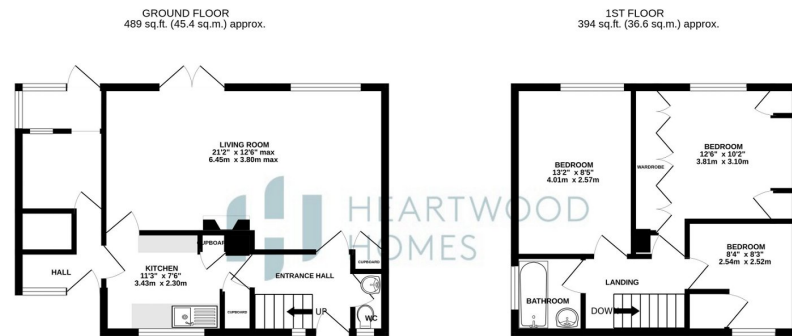 GROUND FLOOR
489 sq.ft. (45.4 sq.m.) approx.
1ST FLOOR
394 sq.ft. (36.6 sq.m.) approx.
LIVING ROOM
21'2" x 12'6" max
6.45m x 3.80m max
BEDROOM
13'2" x 8'5"
4.01m x 2.57m
WARDROBE
BEDROOM
12'6" x 10'2"
3.81m x 3.10m
HEARTWOOD
HOMES
CUPBOARD
KITCHEN
11'3" x 7'6"
3.43m x 2.30m
HALL
ENTRANCE HALL
CUPBOARD
CUPBOARD
UP
WC
BEDROOM
8'4" x 8'3"
2.54m x 2.52m
LANDING
BATHROOM
DOWN